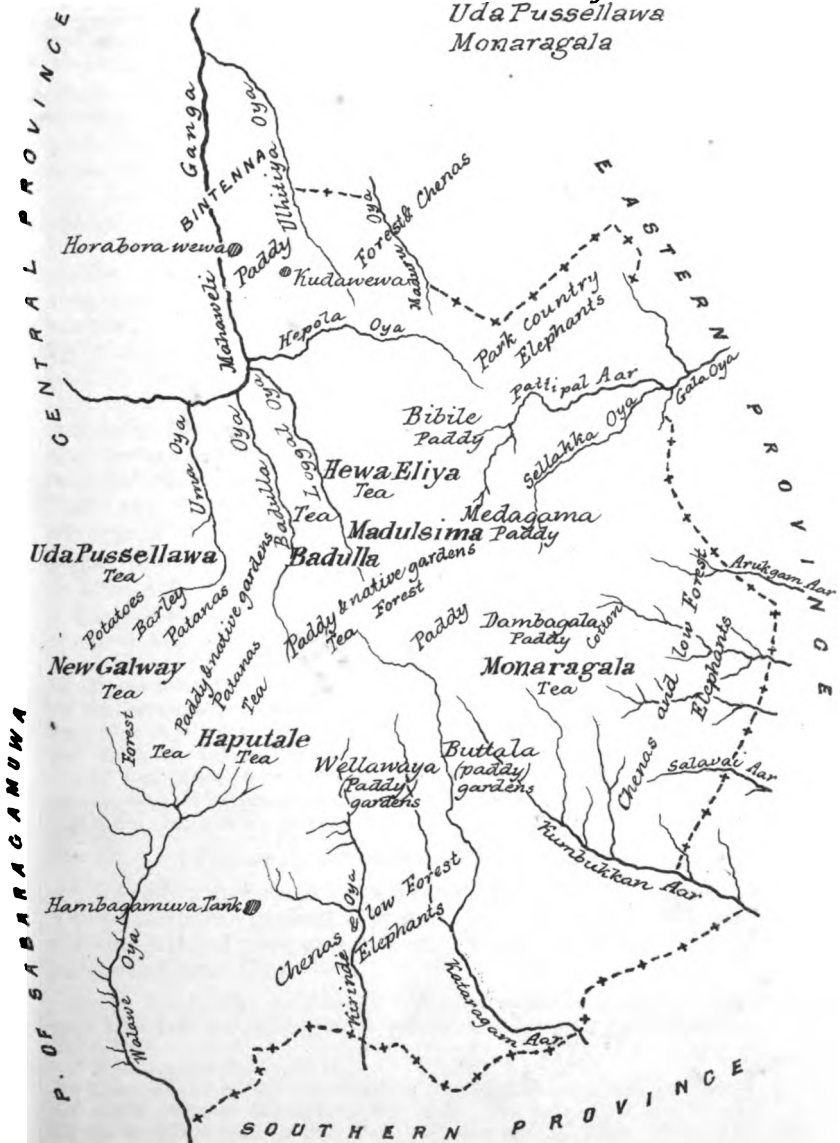 Uda Pussellawa
Monaragala
CENTRAL PROVINCE
Ganga
Mahaweli
BINTENNA
Ulhitiya Oya
Horabora wewa
Paddy
Kudawewa
Maduru Oya
Forest & Chenas
EASTERN PROVINCE
Park country
Elephants
Hepola Oya
Pattipal Aar
Gala Oya
Sellahka Oya
Bibile
Paddy
Uma Oya
Badulla Oya
Loggal Oya
Hewa Eliya
Tea
Tea
Medagama
Paddy
Madulsima
Badulla
Uda Pussellawa
Tea
Potatoes
Barley
Patanas
Paddy & native gardens
Patanas
Tea
Paddy & native gardens
Tea Forest
Paddy
Dambagala
Paddy
Cotton
Arukgam Aar
New Galway
Tea
Monaragala
Tea
Chenas and low Forest
Elephants
Salavai Aar
Forest
Tea
Haputale
Tea
Wellawaya
(Paddy)
gardens
Buttala
(paddy)
gardens
Kumbukkan Aar
P. OF SABARAGAMUWA
Hambagamuwa Tank
Walawe Oya
Chenas & low Forest
Elephants
Kirinde Oya
Kataragam Aar
SOUTHERN PROVINCE